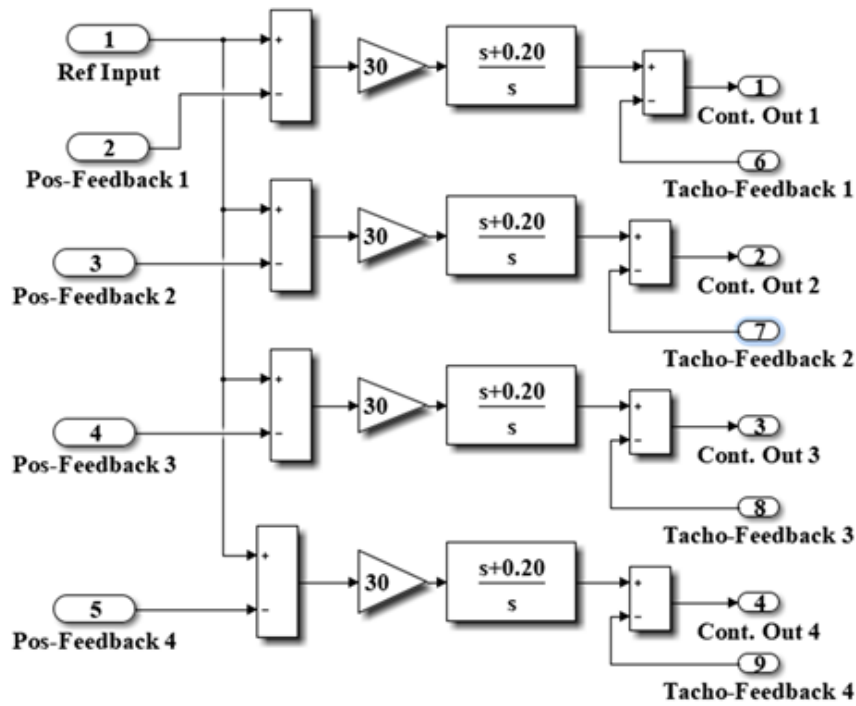 1
Ref Input
+
−
30
s+0.20
s
+
−
1
Cont. Out 1
2
Pos-Feedback 1
6
Tacho-Feedback 1
+
−
30
s+0.20
s
+
−
2
Cont. Out 2
3
Pos-Feedback 2
7
Tacho-Feedback 2
+
−
30
s+0.20
s
+
−
3
Cont. Out 3
4
Pos-Feedback 3
8
Tacho-Feedback 3
+
−
30
s+0.20
s
+
−
4
Cont. Out 4
5
Pos-Feedback 4
9
Tacho-Feedback 4